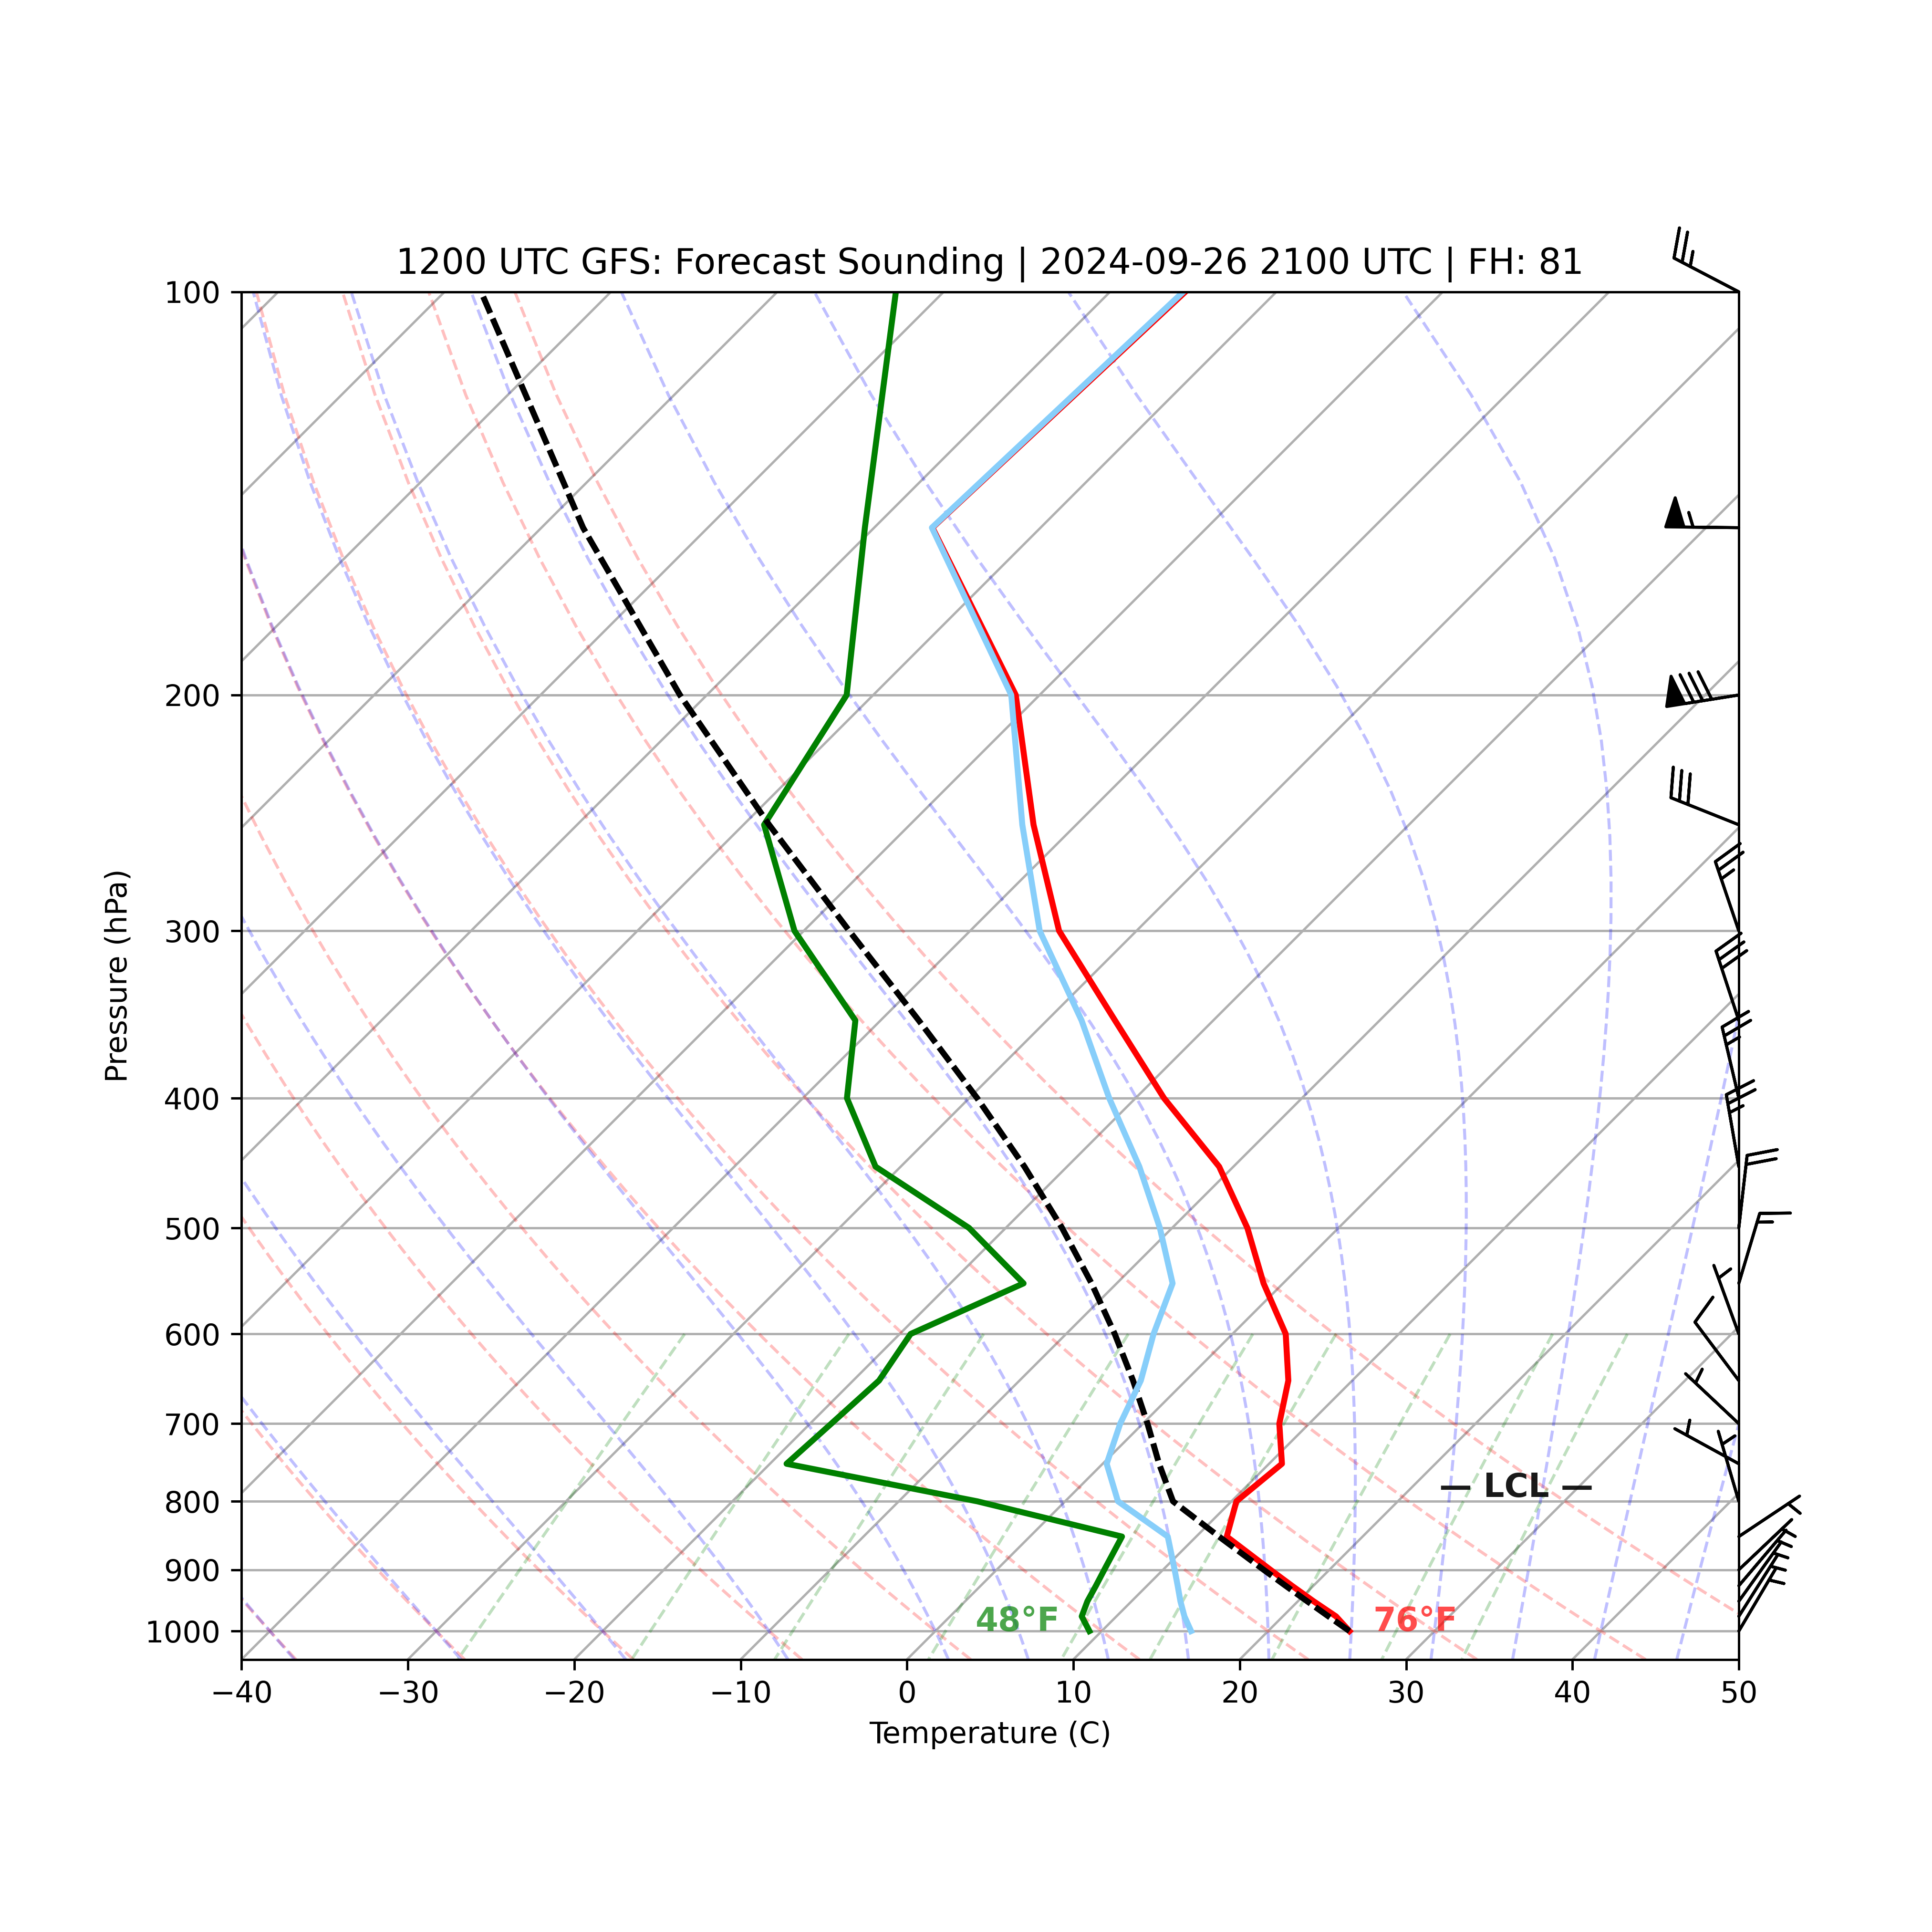 1200 UTC GFS: Forecast Sounding | 2024-09-26 2100 UTC | FH: 81
100
200
300
400
500
600
700
800
900
1000
Pressure (hPa)
— LCL —
48°F
76°F
−40 −30 −20 −10 0 10 20 30 40 50
Temperature (C)